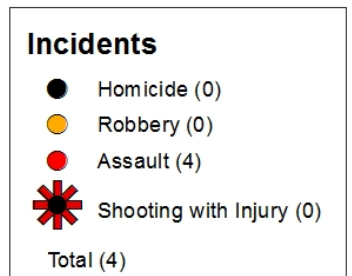 Incidents
Homicide (0)
Robbery (0)
Assault (4)
Shooting with Injury (0)
Total (4)